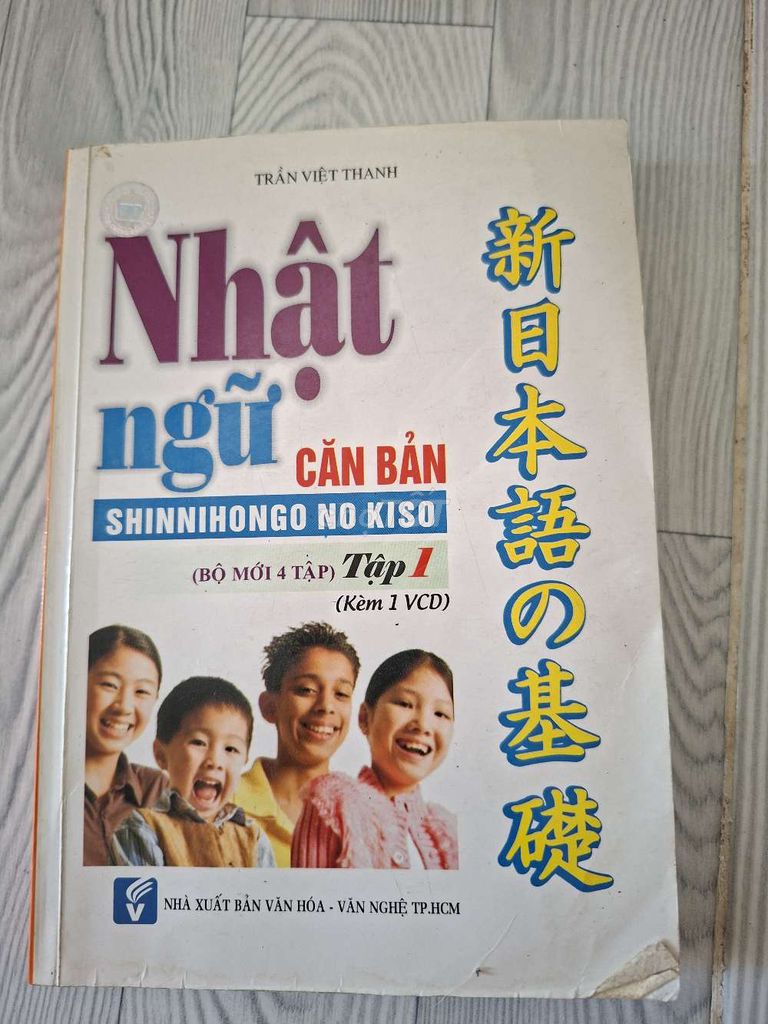 TRẦN VIỆT THANH
Nhật
ngữ
CĂN BẢN
SHINNIHONGO NO KISO
(BỘ MỚI 4 TẬP) Tập 1
(Kèm 1 VCD)
新日本語の基礎
V
NHÀ XUẤT BẢN VĂN HÓA - VĂN NGHỆ TP.HCM